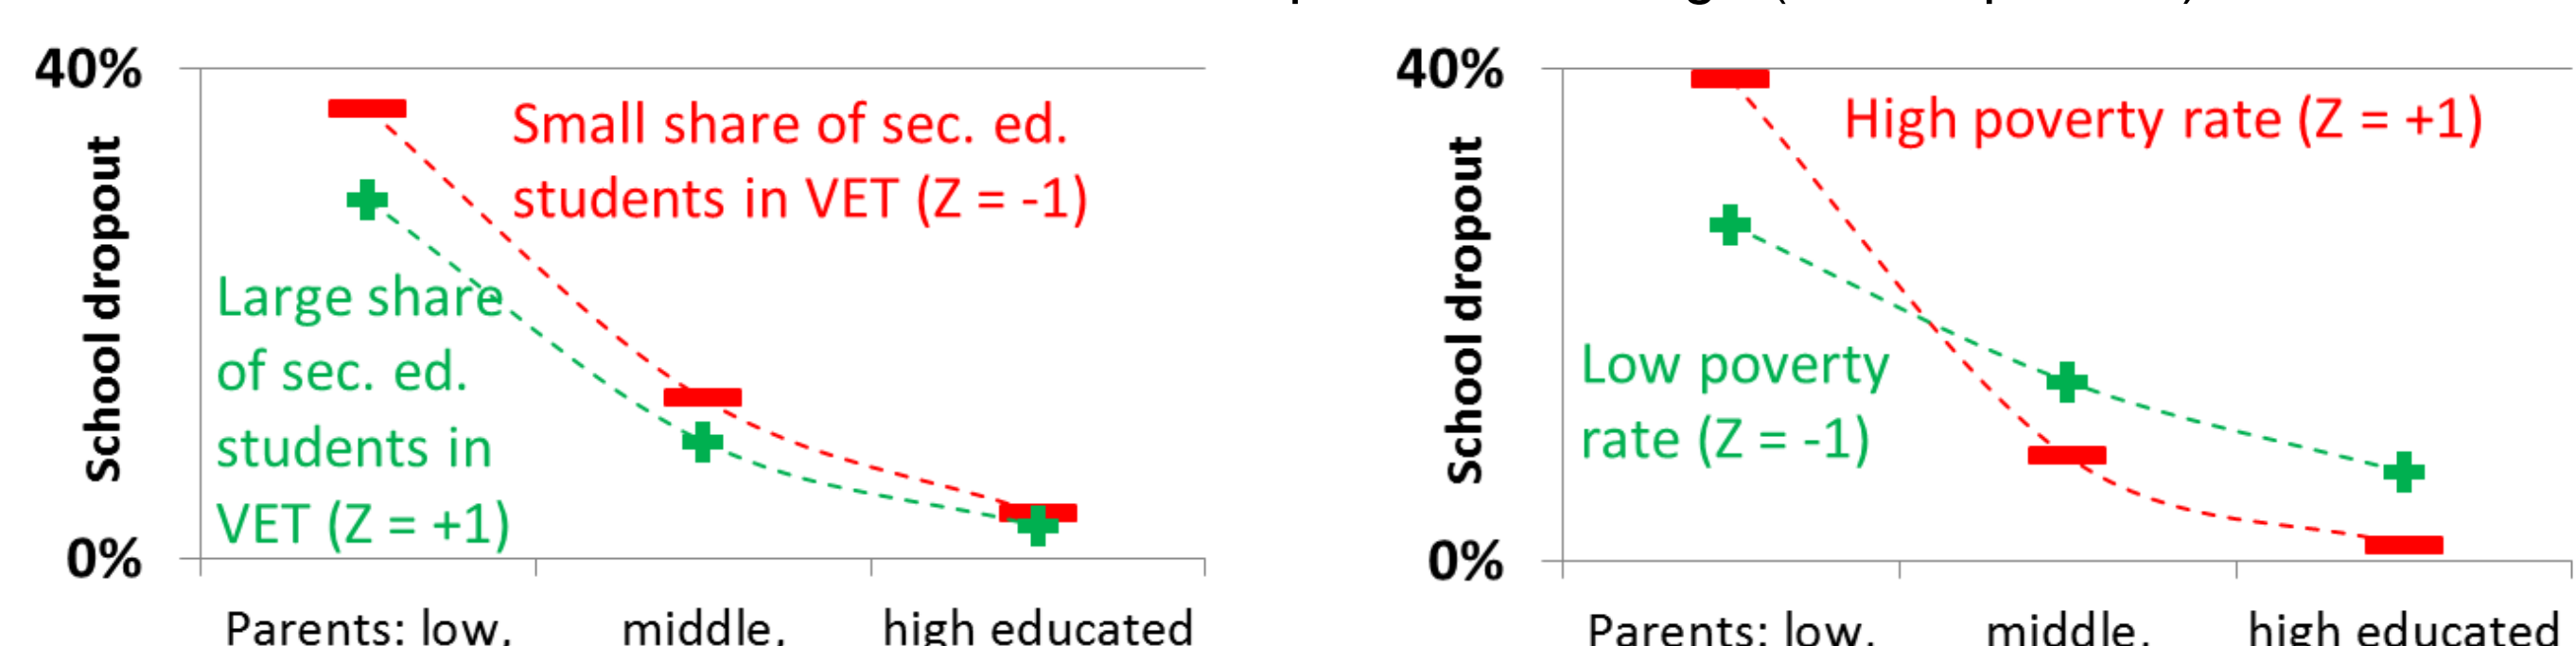 40%
School dropout
Small share of sec. ed.
students in VET (Z = -1)
Large share
of sec. ed.
students in
VET (Z = +1)
0%
Parents: low, middle, high educated
40%
School dropout
High poverty rate (Z = +1)
Low poverty
rate (Z = -1)
0%
Parents: low, middle, high educated